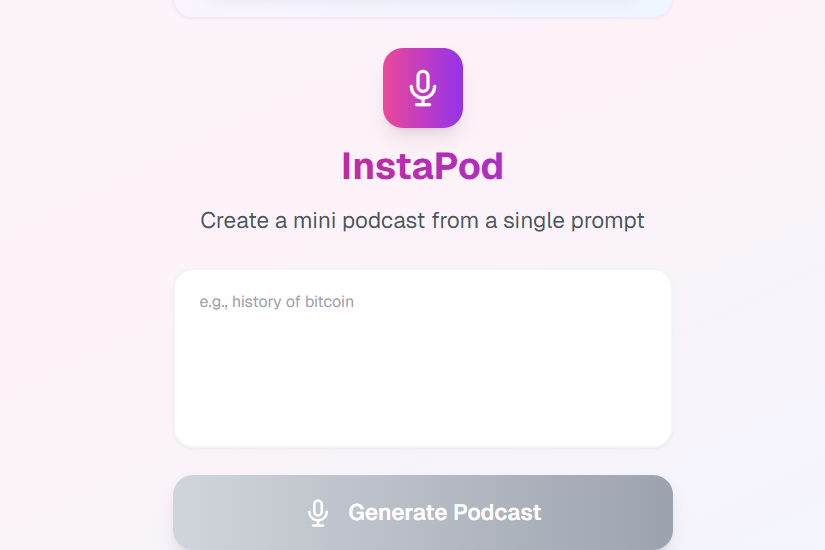 InstaPod
Create a mini podcast from a single prompt
e.g., history of bitcoin
Generate Podcast